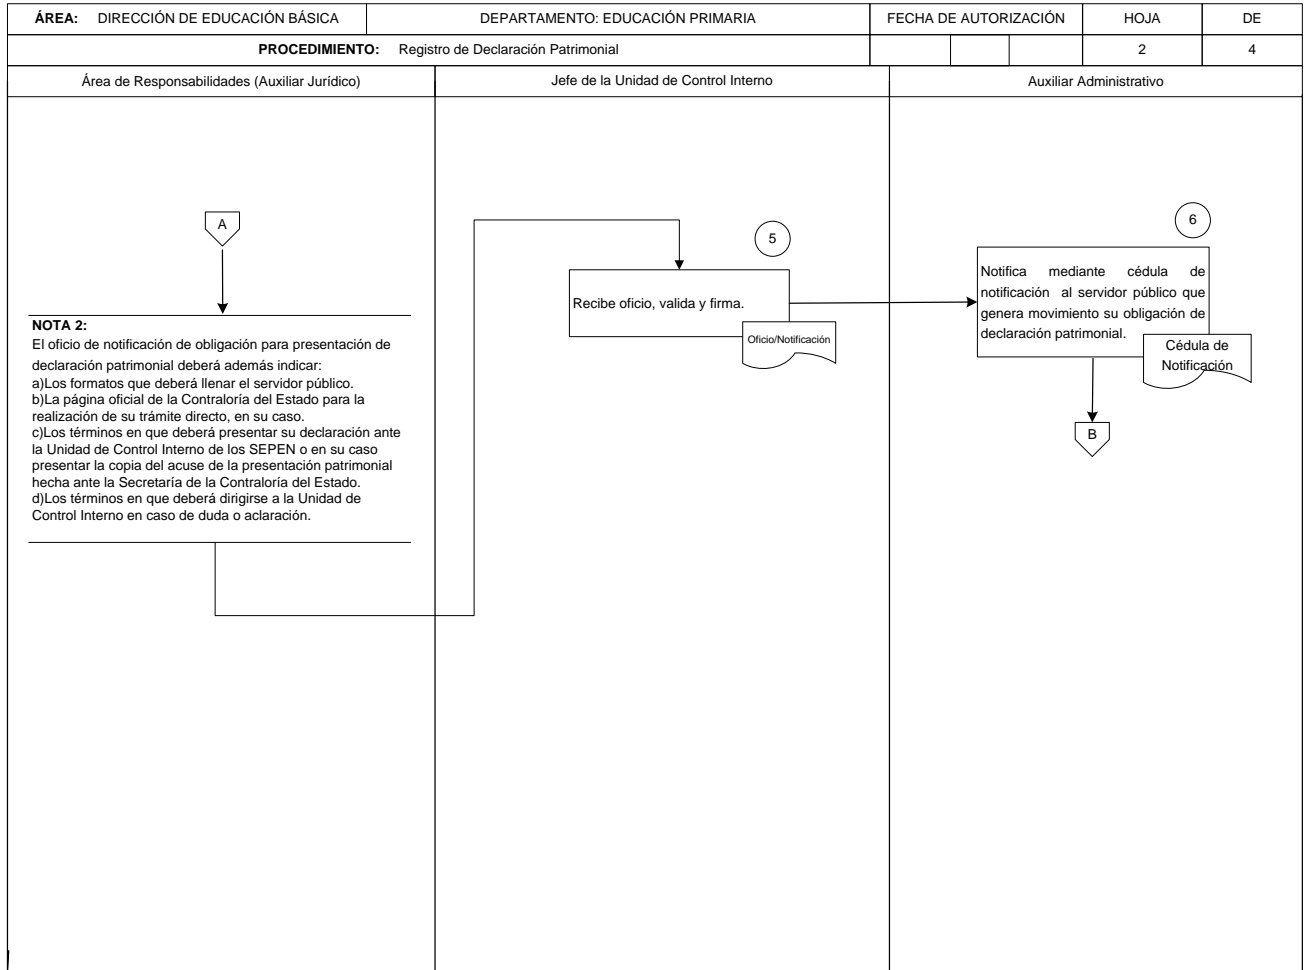 ÁREA: DIRECCIÓN DE EDUCACIÓN BÁSICA
DEPARTAMENTO: EDUCACIÓN PRIMARIA
FECHA DE AUTORIZACIÓN
HOJA
DE
PROCEDIMIENTO: Registro de Declaración Patrimonial
2
4
Área de Responsabilidades (Auxiliar Jurídico)
Jefe de la Unidad de Control Interno
Auxiliar Administrativo
A
NOTA 2:
El oficio de notificación de obligación para presentación de
declaración patrimonial deberá además indicar:
a)Los formatos que deberá llenar el servidor público.
b)La página oficial de la Contraloría del Estado para la
realización de su trámite directo, en su caso.
c)Los términos en que deberá presentar su declaración ante
la Unidad de Control Interno de los SEPEN o en su caso
presentar la copia del acuse de la presentación patrimonial
hecha ante la Secretaría de la Contraloría del Estado.
d)Los términos en que deberá dirigirse a la Unidad de
Control Interno en caso de duda o aclaración.
5
Recibe oficio, valida y firma.
Oficio/Notificación
6
Notifica mediante cédula de
notificación al servidor público que
genera movimiento su obligación de
declaración patrimonial.
Cédula de
Notificación
B